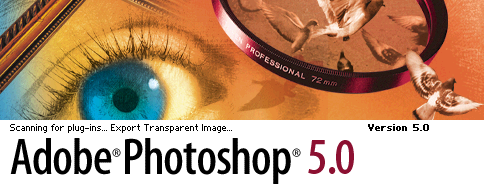 PROFESSIONAL 72mm
Scanning for plug-ins... Export Transparent Image...
Version 5.0
Adobe® Photoshop® 5.0